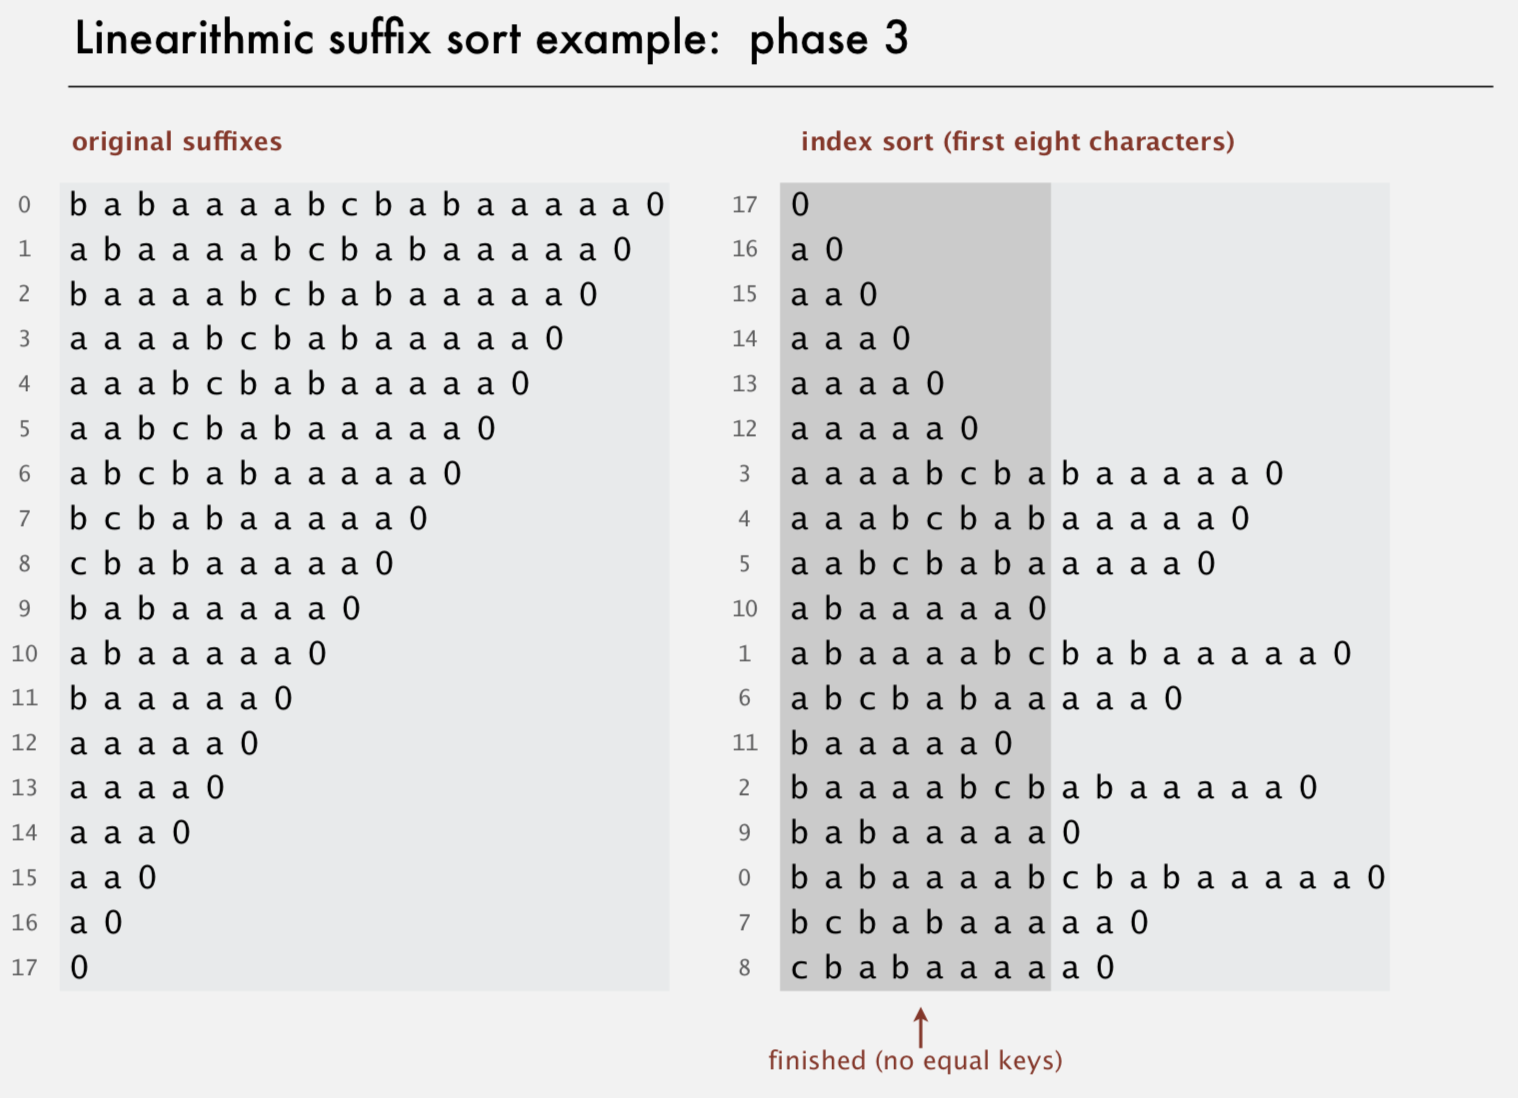 Linearithmic suffix sort example: phase 3
original suffixes
0 b a b a a a a b c b a b a a a a a 0
1 a b a a a a b c b a b a a a a a 0
2 b a a a a b c b a b a a a a a 0
3 a a a a b c b a b a a a a a 0
4 a a a b c b a b a a a a a 0
5 a a b c b a b a a a a a 0
6 a b c b a b a a a a a 0
7 b c b a b a a a a a 0
8 c b a b a a a a a 0
9 b a b a a a a a 0
10 a b a a a a a 0
11 b a a a a a 0
12 a a a a a 0
13 a a a a 0
14 a a a 0
15 a a 0
16 a 0
17 0
index sort (first eight characters)
17 0
16 a 0
15 a a 0
14 a a a 0
13 a a a a 0
12 a a a a a 0
3 a a a a b c b a b a a a a a 0
4 a a a b c b a b a a a a a 0
5 a a b c b a b a a a a a 0
10 a b a a a a a 0
1 a b a a a a b c b a b a a a a a 0
6 a b c b a b a a a a a 0
11 b a a a a a 0
2 b a a a a b c b a b a a a a a 0
9 b a b a a a a a 0
0 b a b a a a a b c b a b a a a a a 0
7 b c b a b a a a a a 0
8 c b a b a a a a a 0
finished (no equal keys)